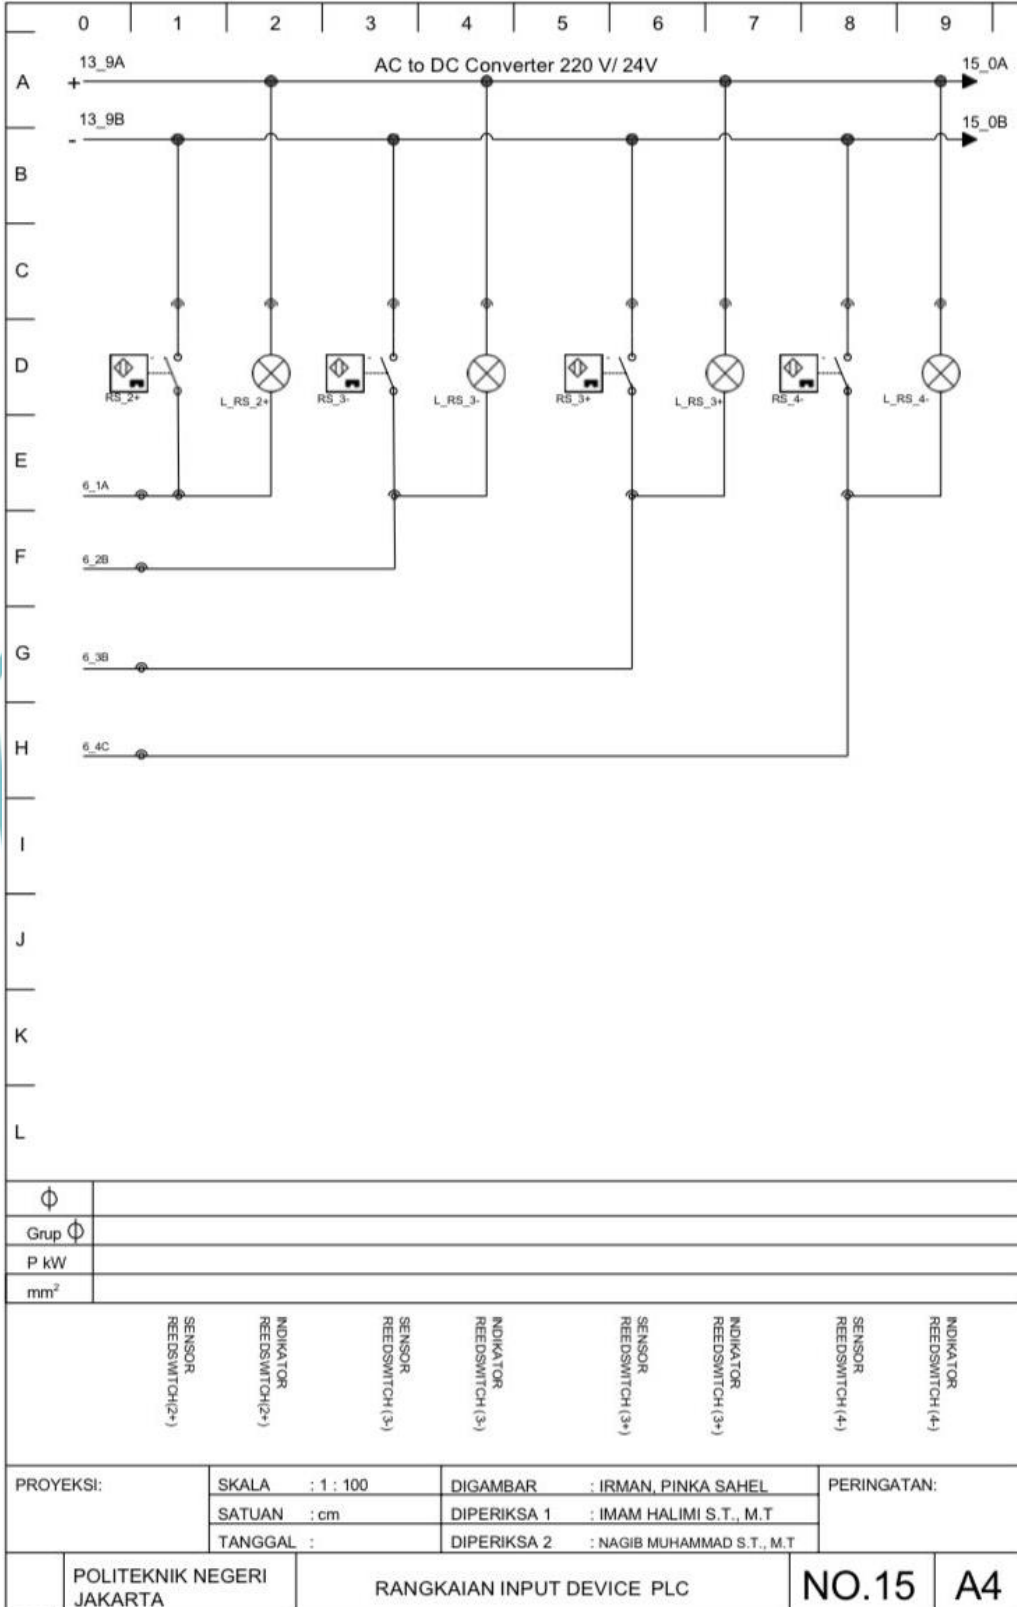 0 1 2 3 4 5 6 7 8 9
13_9A
AC to DC Converter 220 V/ 24V
15_0A
A
+
13_9B
15_0B
-
B
C
D
RS_2+
L_RS_2+
RS_3-
L_RS_3-
RS_3+
L_RS_3+
RS_4-
L_RS_4-
E
6_1A
F
6_2B
G
6_3B
H
6_4C
I
J
K
L
Φ
Grup Φ
P kW
mm²
SENSOR
REEDSWITCH(2+)
INDIKATOR
REEDSWITCH(2+)
SENSOR
REEDSWITCH (3-)
INDIKATOR
REEDSWITCH (3-)
SENSOR
REEDSWITCH (3+)
INDIKATOR
REEDSWITCH (3+)
SENSOR
REEDSWITCH (4-)
INDIKATOR
REEDSWITCH (4-)
PROYEKSI:
SKALA : 1 : 100
DIGAMBAR : IRMAN, PINKA SAHEL
PERINGATAN:
SATUAN : cm
DIPERIKSA 1 : IMAM HALIMI S.T., M.T
TANGGAL :
DIPERIKSA 2 : NAGIB MUHAMMAD S.T., M.T
POLITEKNIK NEGERI
JAKARTA
RANGKAIAN INPUT DEVICE PLC
NO.15
A4